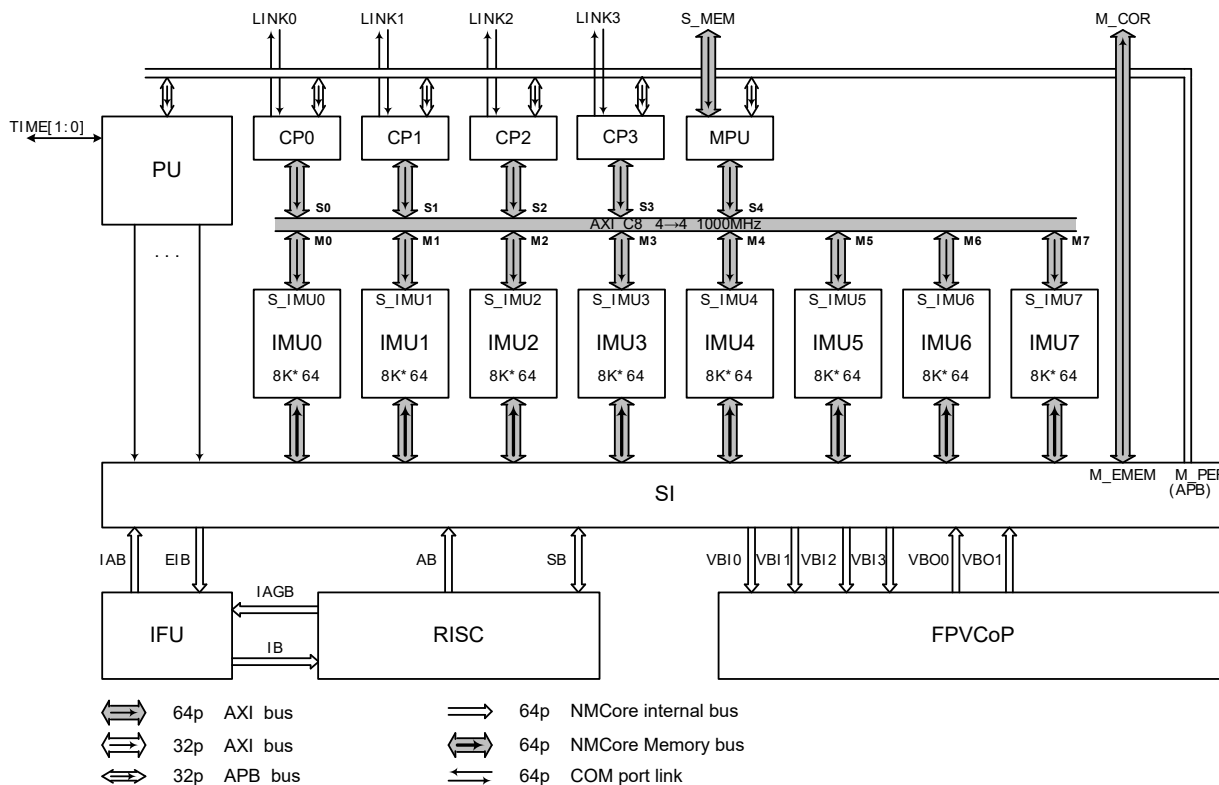 LINK0 LINK1 LINK2 LINK3 S_MEM M_COR
TIME[1:0]
PU CP0 CP1 CP2 CP3 MPU
S0 S1 S2 S3 S4
AXI C8 4→4 1000MHz
M0 M1 M2 M3 M4 M5 M6 M7
. . .
S_IMU0 S_IMU1 S_IMU2 S_IMU3 S_IMU4 S_IMU5 S_IMU6 S_IMU7
IMU0 IMU1 IMU2 IMU3 IMU4 IMU5 IMU6 IMU7
8K* 64 8K* 64 8K* 64 8K* 64 8K* 64 8K* 64 8K* 64 8K* 64
M_EMEM M_PER
SI (APB)
IAB EIB AB SB VBI0 VBI1 VBI2 VBI3 VBO0 VBO1
IAGB
IFU RISC FPVCoP
IB
64p AXI bus 64p NMCore internal bus
32p AXI bus 64p NMCore Memory bus
32p APB bus 64p COM port link